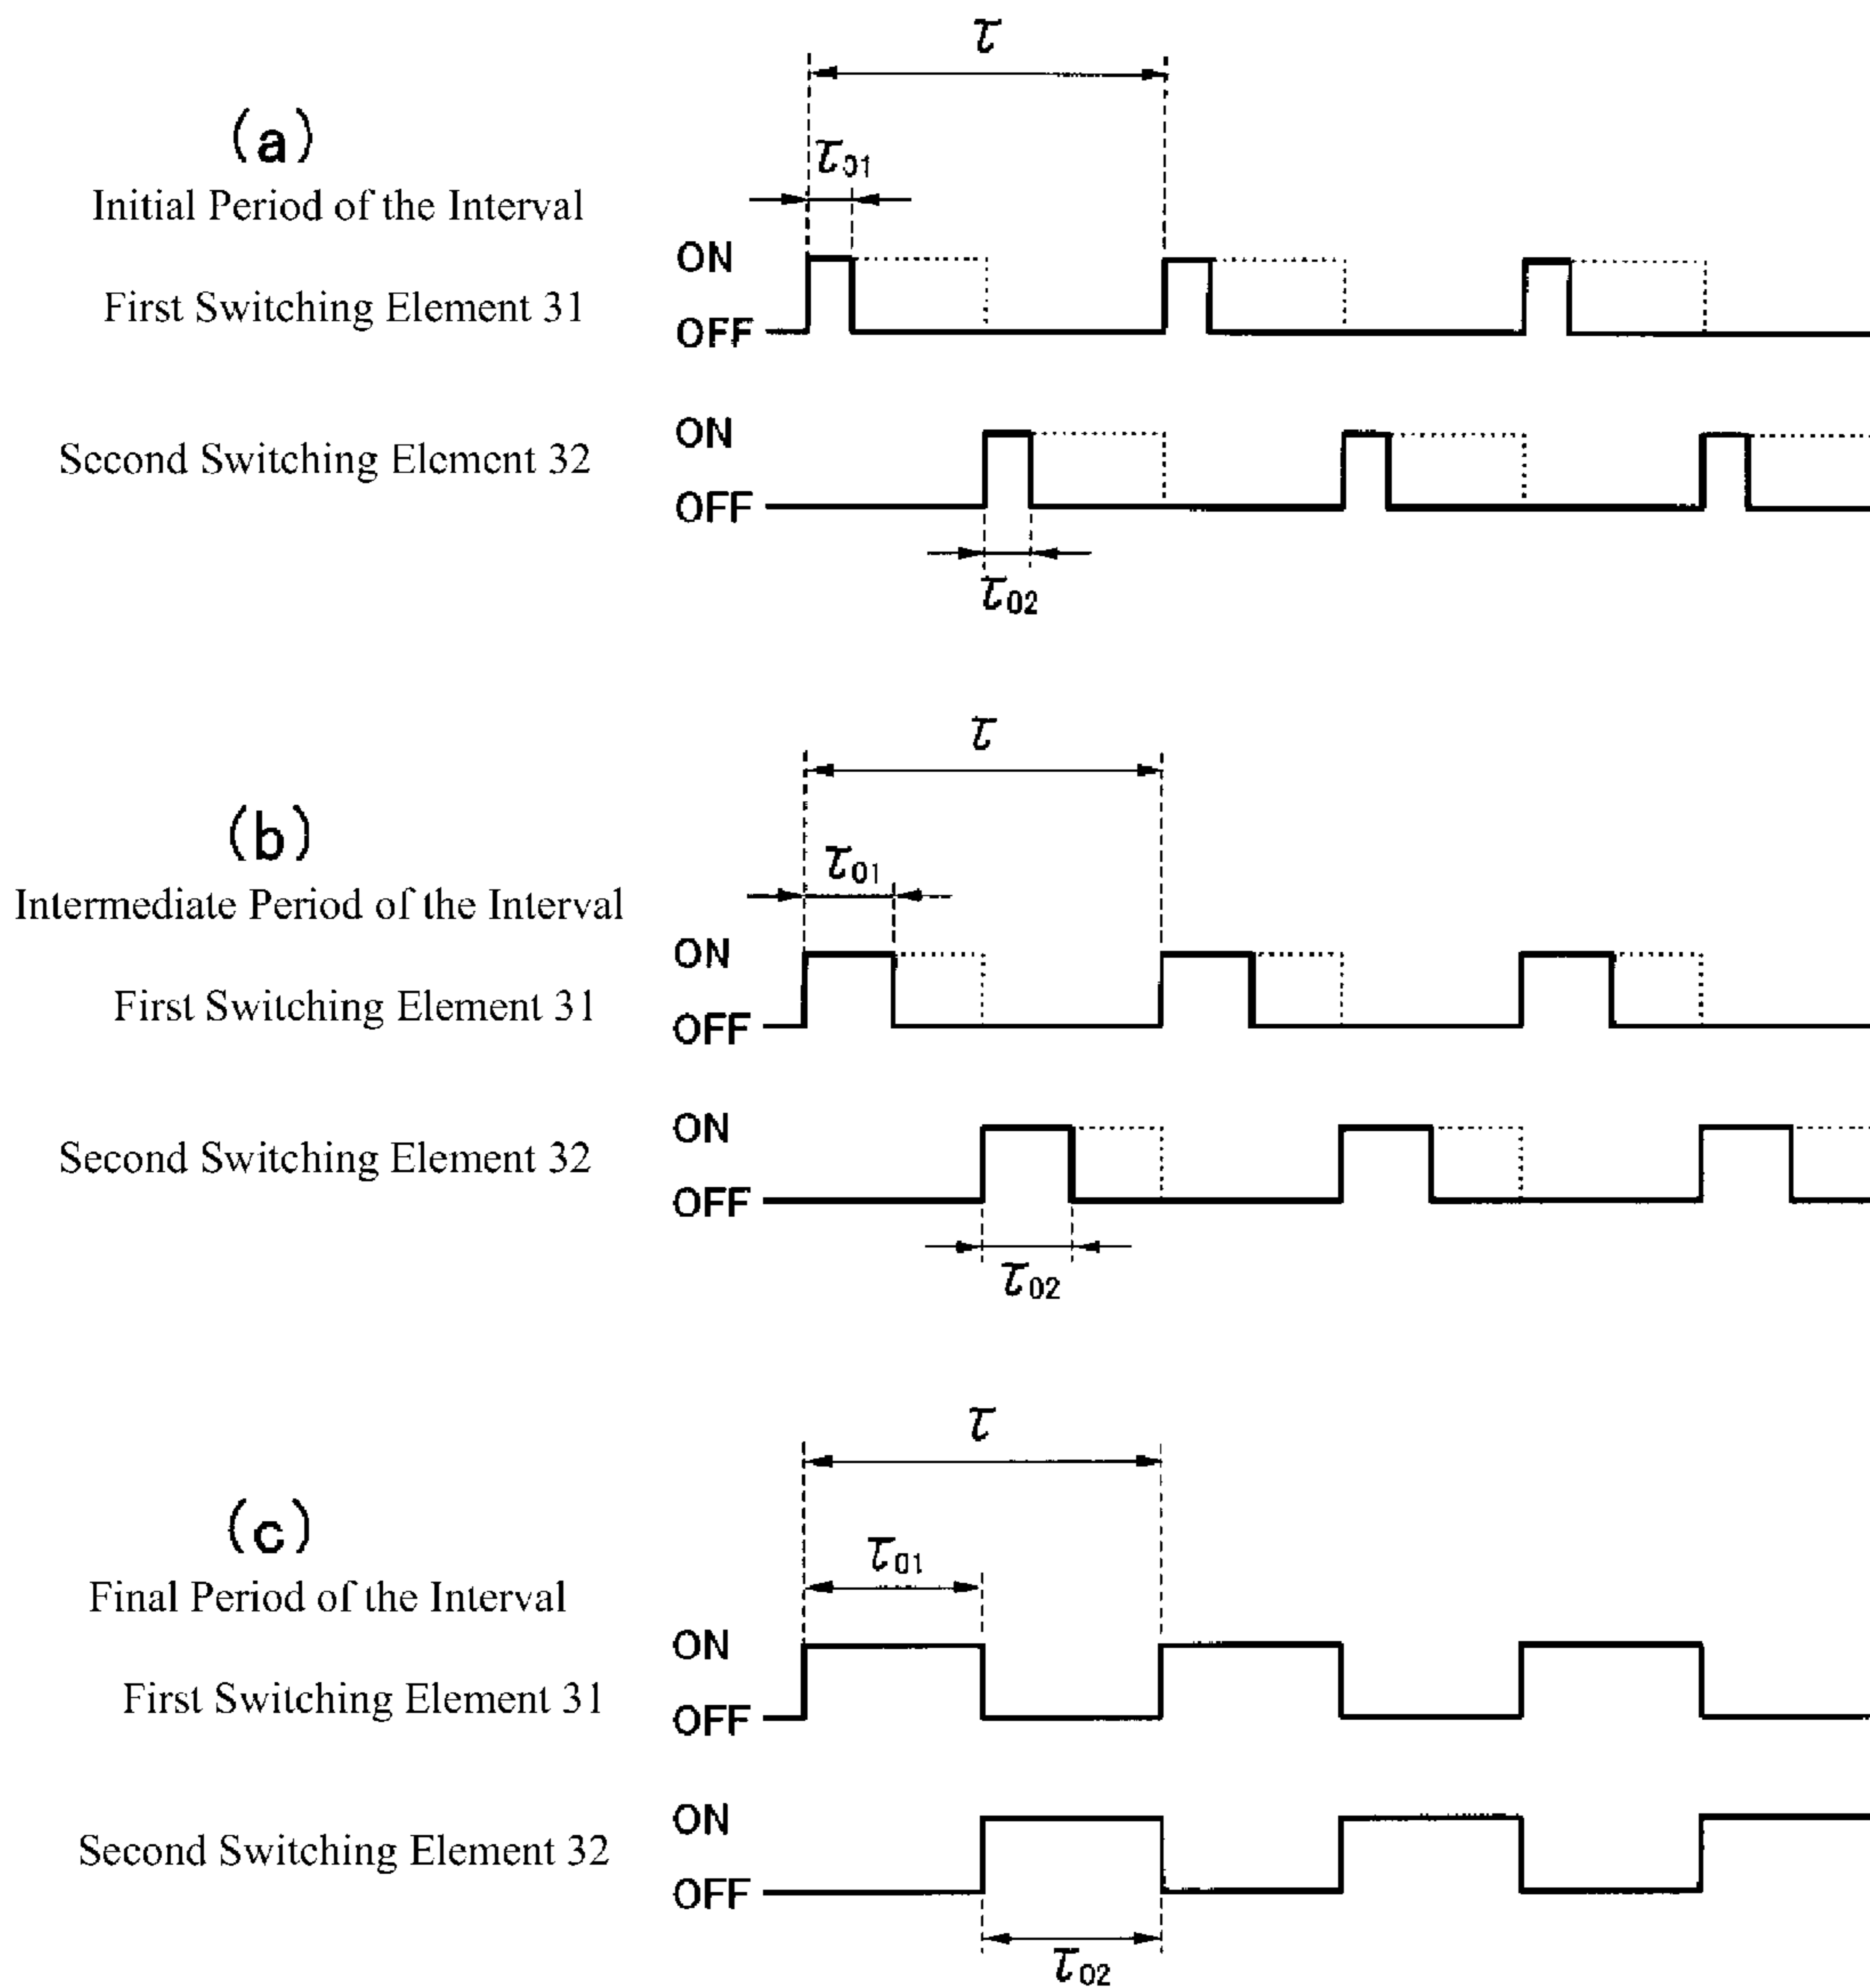 τ
(a)
τ01
Initial Period of the Interval
ON
First Switching Element 31
OFF
ON
Second Switching Element 32
OFF
τ02
τ
(b)
τ01
Intermediate Period of the Interval
ON
First Switching Element 31
OFF
ON
Second Switching Element 32
OFF
τ02
τ
(c)
τ01
Final Period of the Interval
ON
First Switching Element 31
OFF
ON
Second Switching Element 32
OFF
τ02